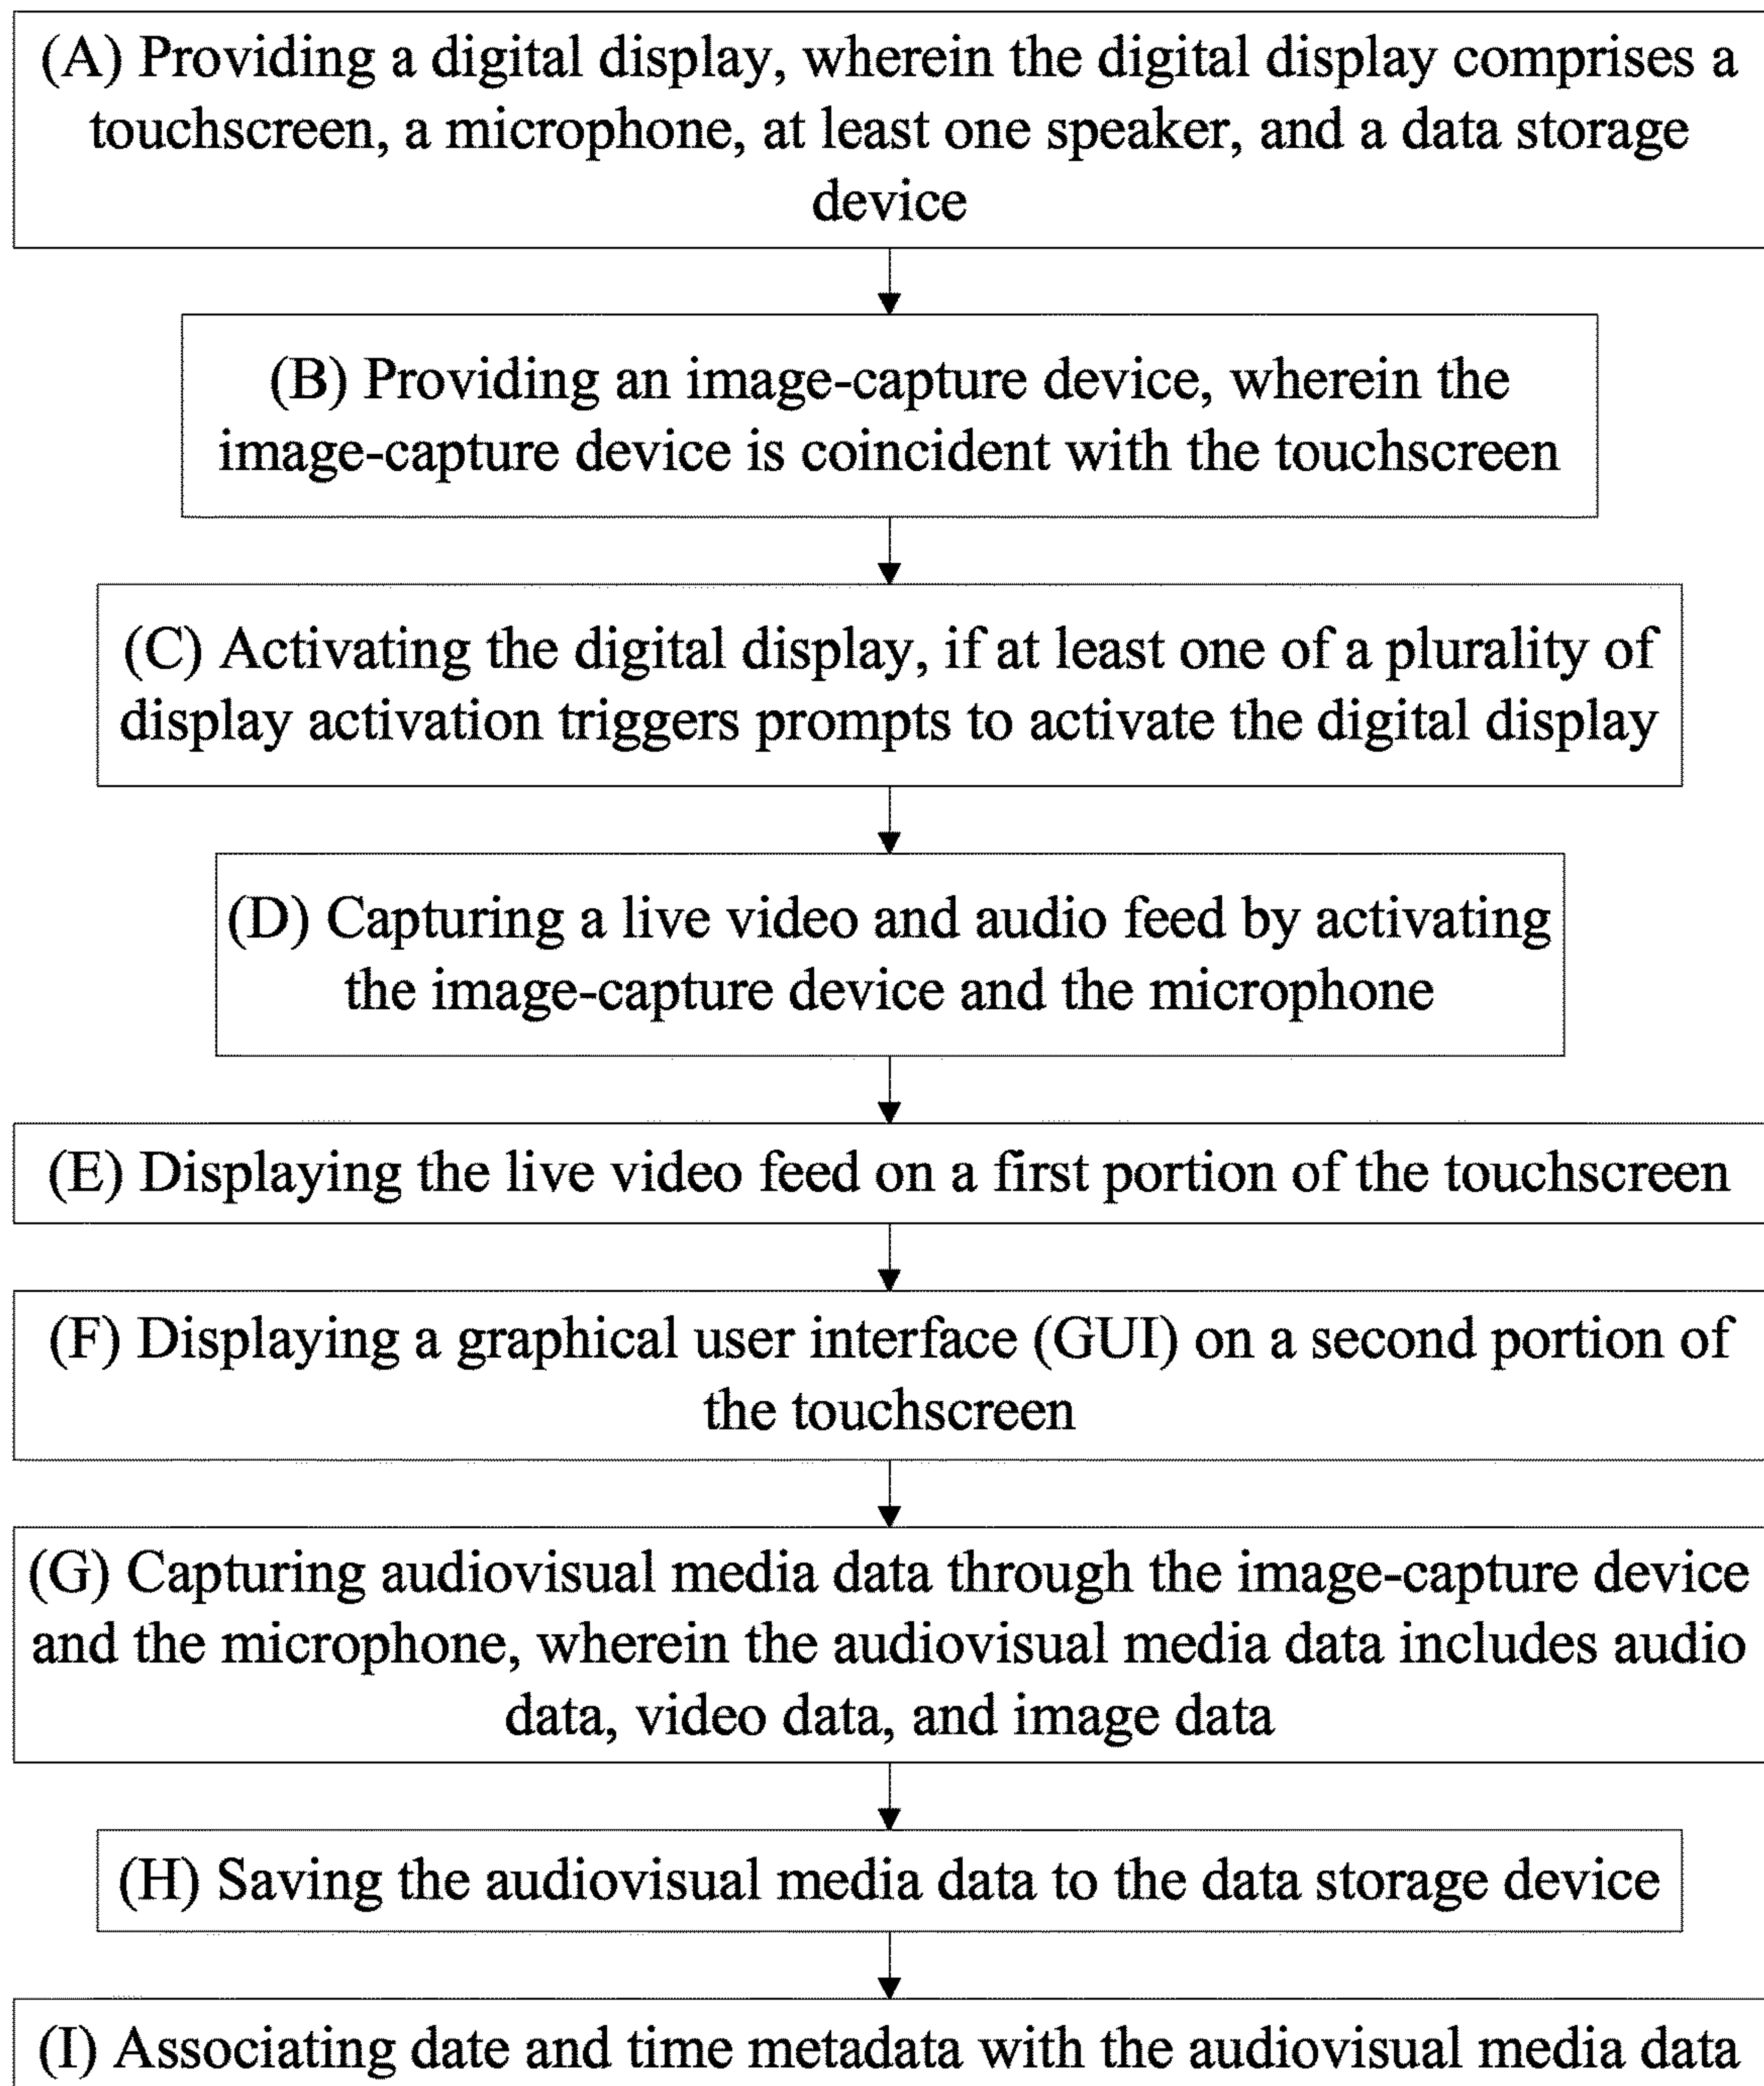 (A) Providing a digital display, wherein the digital display comprises a
touchscreen, a microphone, at least one speaker, and a data storage
device
(B) Providing an image-capture device, wherein the
image-capture device is coincident with the touchscreen
(C) Activating the digital display, if at least one of a plurality of
display activation triggers prompts to activate the digital display
(D) Capturing a live video and audio feed by activating
the image-capture device and the microphone
(E) Displaying the live video feed on a first portion of the touchscreen
(F) Displaying a graphical user interface (GUI) on a second portion of
the touchscreen
(G) Capturing audiovisual media data through the image-capture device
and the microphone, wherein the audiovisual media data includes audio
data, video data, and image data
(H) Saving the audiovisual media data to the data storage device
(I) Associating date and time metadata with the audiovisual media data